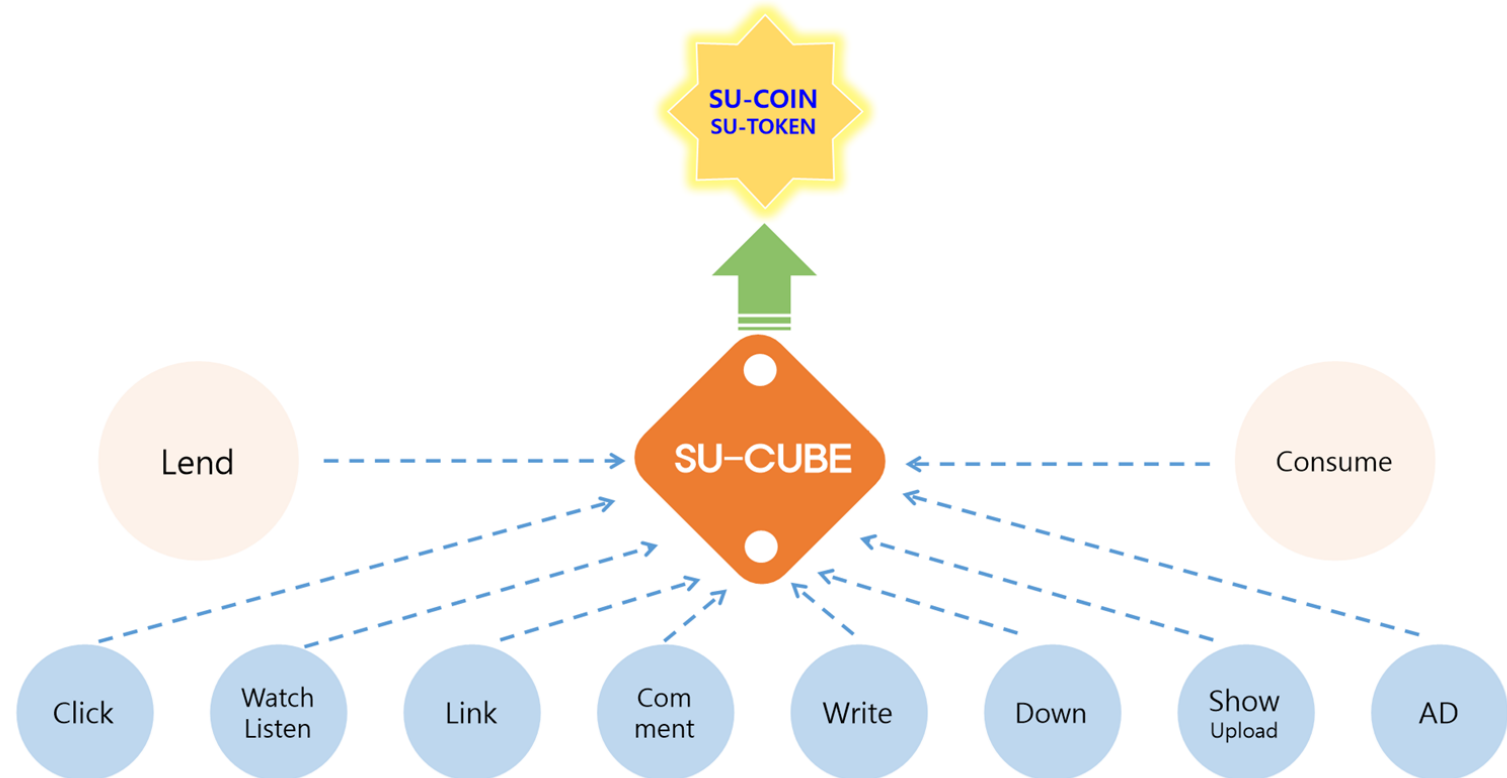 SU-COIN
SU-TOKEN
Lend
SU-CUBE
Consume
Click
Watch
Listen
Link
Com
ment
Write
Down
Show
Upload
AD